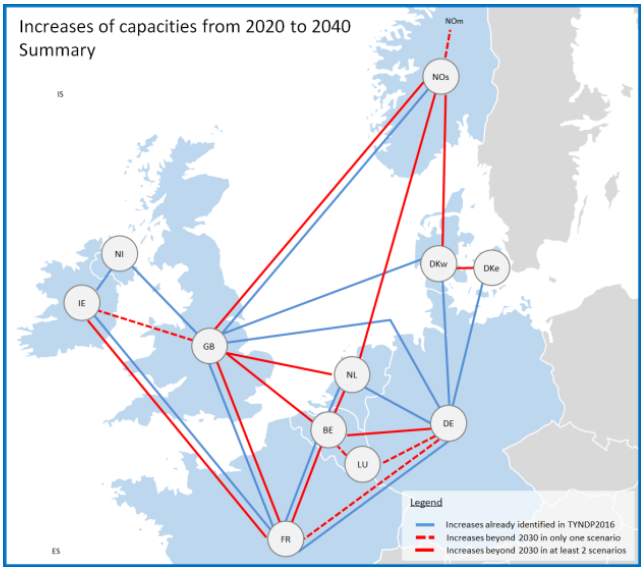 Increases of capacities from 2020 to 2040
Summary
NOm
NOs
IS
NI
DKw
DKe
IE
GB
NL
BE
DE
LU
FR
ES
Legend
Increases already identified in TYNDP2016
Increases beyond 2030 in only one scenario
Increases beyond 2030 in at least 2 scenarios